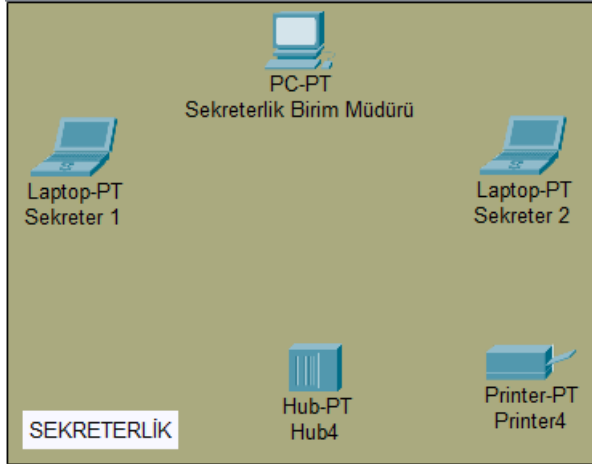 PC-PT
Sekreterlik Birim Müdürü
Laptop-PT
Sekreter 1
Laptop-PT
Sekreter 2
Hub-PT
Hub4
Printer-PT
Printer4
SEKRETERLİK